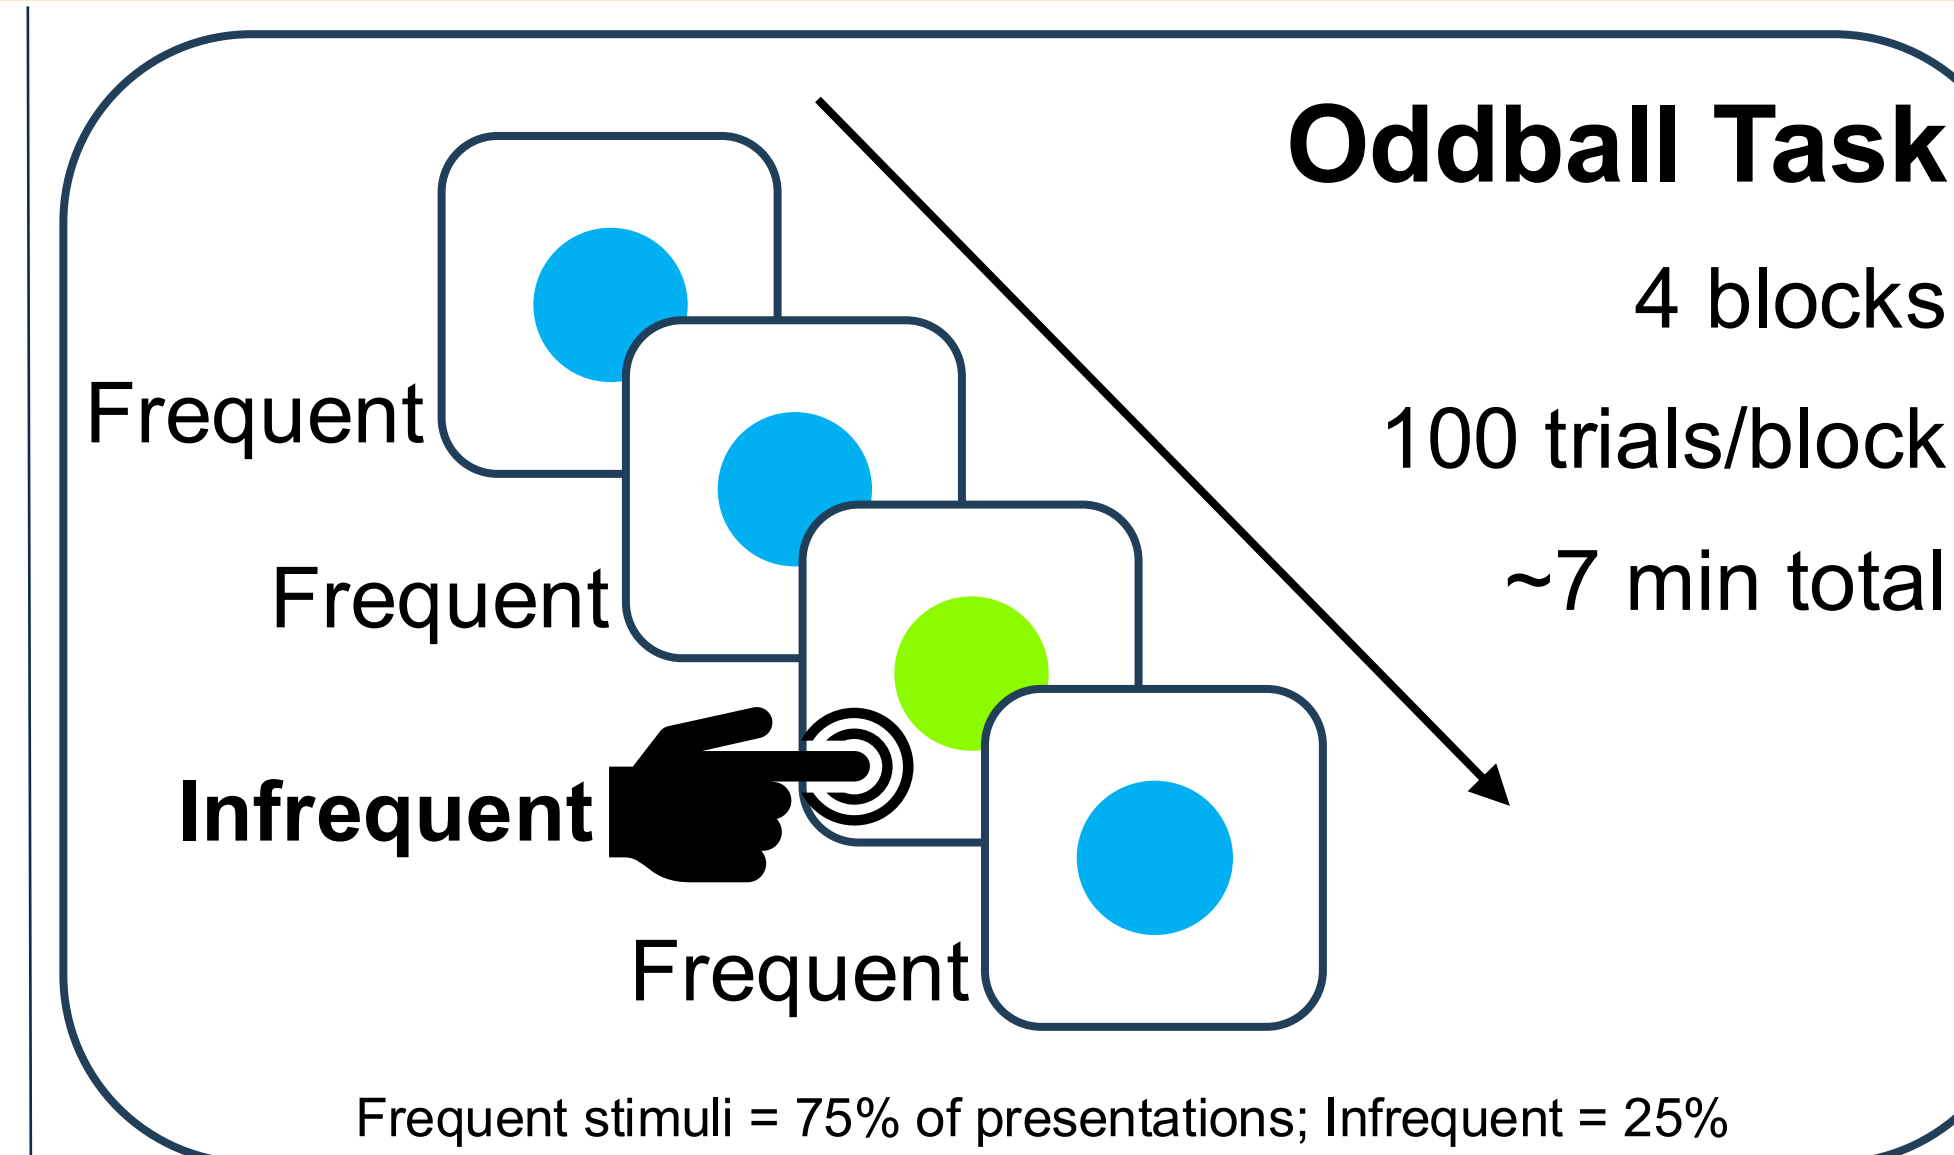 Oddball Task
4 blocks
100 trials/block
~7 min total
Frequent
Frequent
Infrequent
Frequent
Frequent stimuli = 75% of presentations; Infrequent = 25%